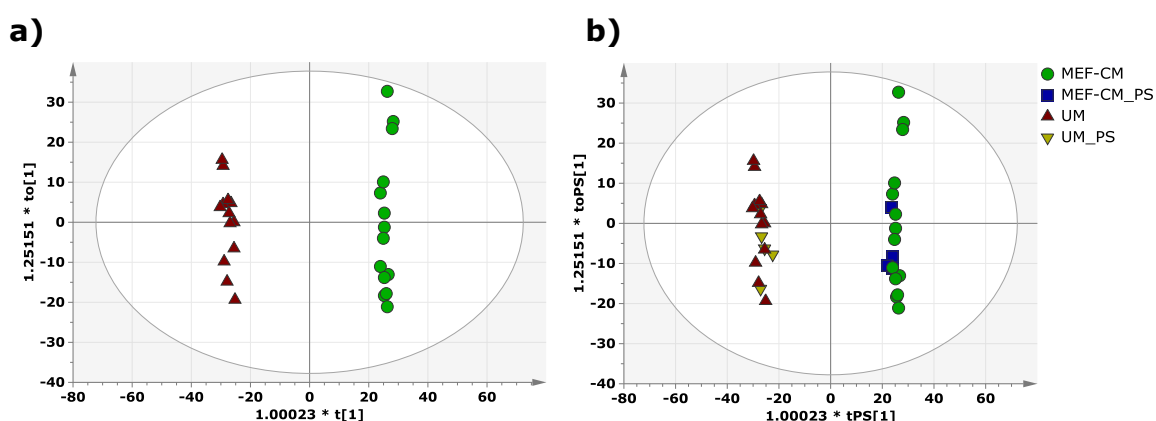 a)
b)
30
20
10
0
-10
-20
-30
-40
-80 -60 -40 -20 0 20 40 60
1.25151 * to[1]
1.00023 * t[1]
30
20
10
0
-10
-20
-30
-40
-80 -60 -40 -20 0 20 40 60
1.25151 * toPS[1]
1.00023 * tPS[1]
MEF-CM
MEF-CM_PS
UM
UM_PS